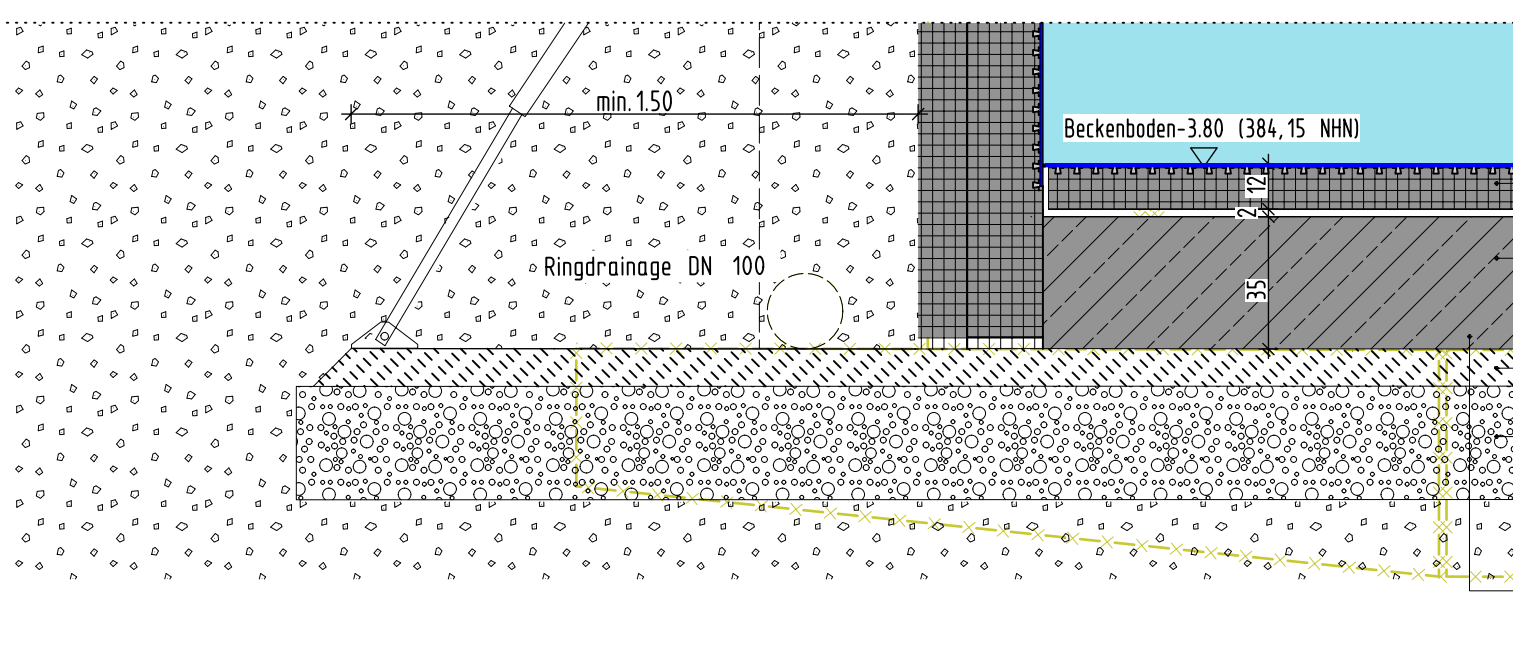 min. 1.50
Beckenboden-3.80 (384,15 NHN)
12
2
Ringdrainage DN 100
35